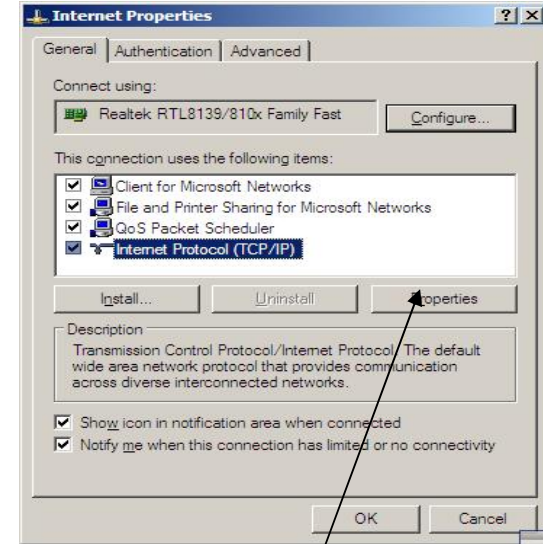 Internet Properties
General Authentication Advanced
Connect using:
Realtek RTL8139/810x Family Fast Configure...
This connection uses the following items:
Client for Microsoft Networks
File and Printer Sharing for Microsoft Networks
QoS Packet Scheduler
Internet Protocol (TCP/IP)
Install... Uninstall Properties
Description
Transmission Control Protocol/Internet Protocol. The default
wide area network protocol that provides communication
across diverse interconnected networks.
Show icon in notification area when connected
Notify me when this connection has limited or no connectivity
OK Cancel